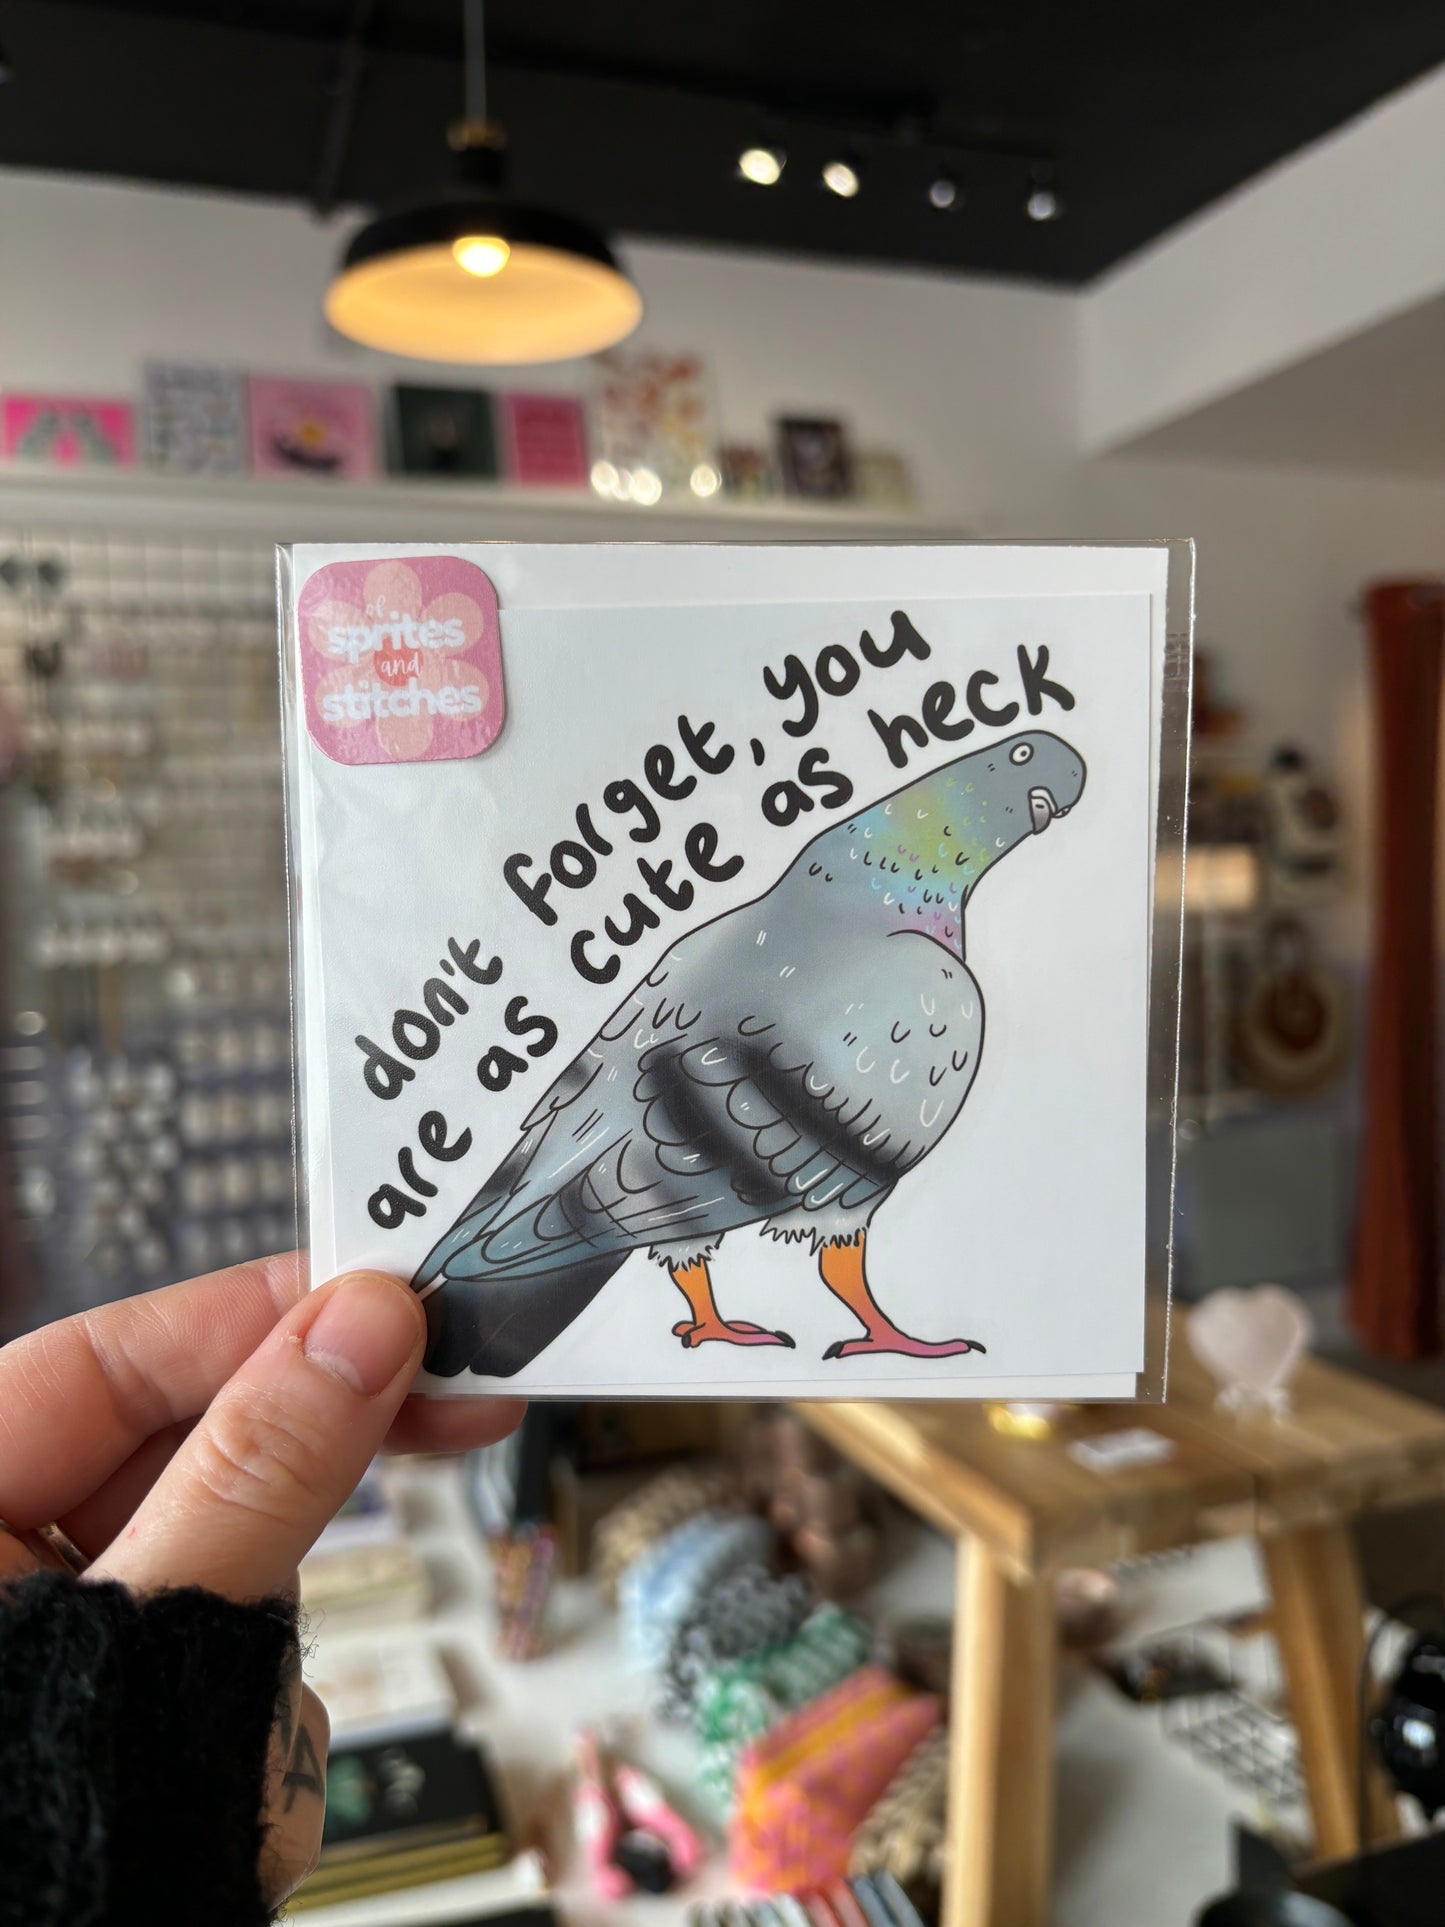 of
sprites
and
stitches
don't forget, you
are as cute as heck